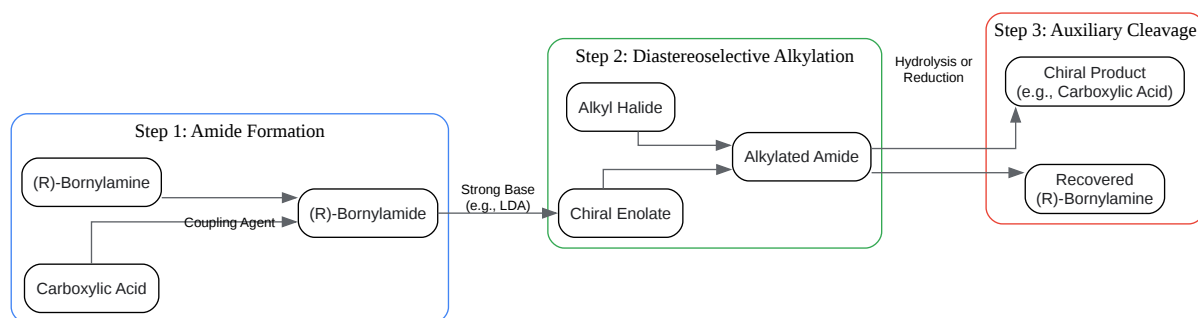 Step 1: Amide Formation
(R)-Bornylamine
Carboxylic Acid
Coupling Agent
(R)-Bornylamide
Strong Base
(e.g., LDA)
Step 2: Diastereoselective Alkylation
Alkyl Halide
Chiral Enolate
Alkylated Amide
Hydrolysis or
Reduction
Step 3: Auxiliary Cleavage
Chiral Product
(e.g., Carboxylic Acid)
Recovered
(R)-Bornylamine